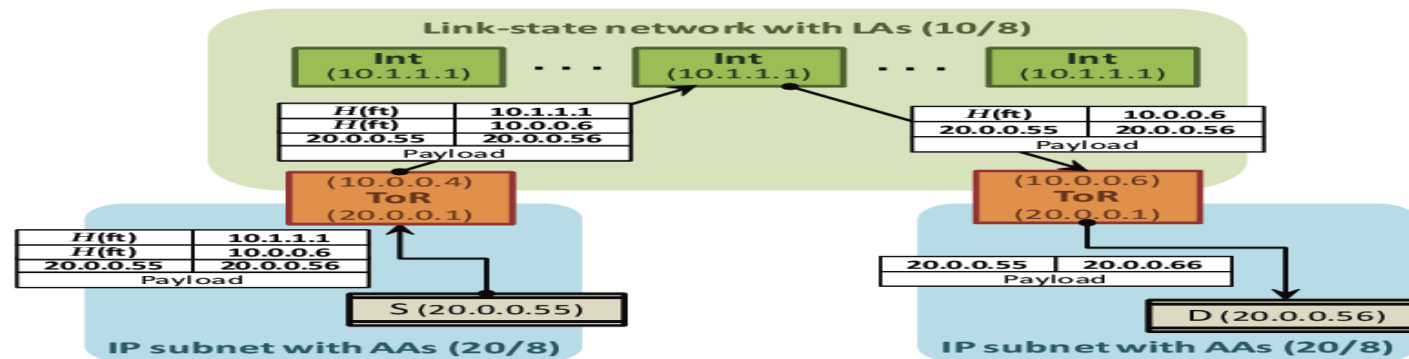 Link-state network with LAs (10/8)
Int
(10.1.1.1)
. . .
Int
(10.1.1.1)
. . .
Int
(10.1.1.1)
H(ft) 10.1.1.1
H(ft) 10.0.0.6
20.0.0.55 20.0.0.56
Payload
H(ft) 10.0.0.6
20.0.0.55 20.0.0.56
Payload
(10.0.0.4)
ToR
(20.0.0.1)
(10.0.0.6)
ToR
(20.0.0.1)
H(ft) 10.1.1.1
H(ft) 10.0.0.6
20.0.0.55 20.0.0.56
Payload
20.0.0.55 20.0.0.66
Payload
S (20.0.0.55)
D (20.0.0.56)
IP subnet with AAs (20/8)
IP subnet with AAs (20/8)